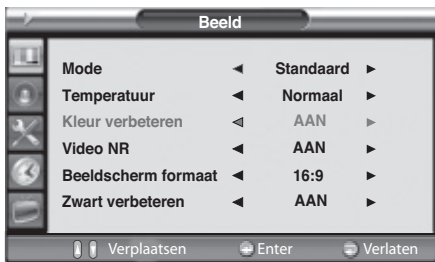 Beeld
Mode Standaard
Temperatuur Normaal
Kleur verbeteren AAN
Video NR AAN
Beeldscherm formaat 16:9
Zwart verbeteren AAN
Verplaatsen Enter Verlaten